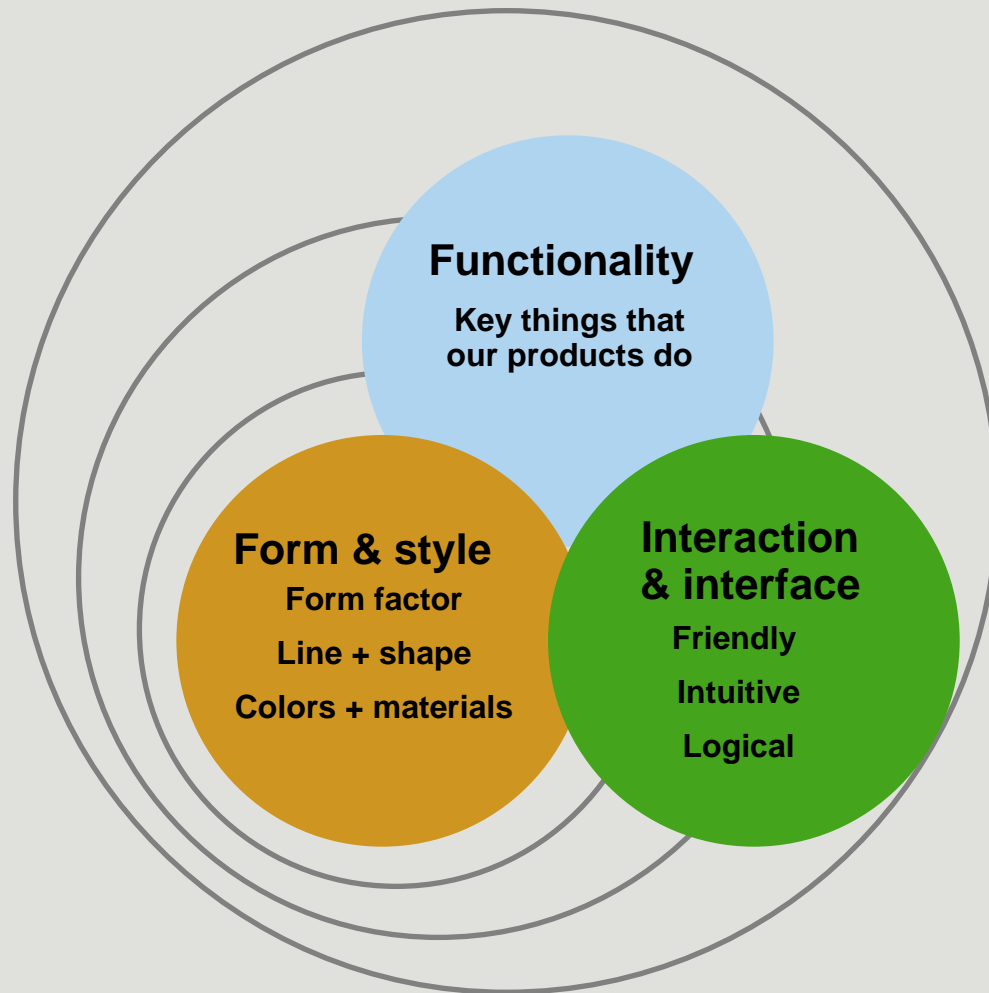 Functionality
Key things that
our products do
Form & style
Form factor
Line + shape
Colors + materials
Interaction
& interface
Friendly
Intuitive
Logical